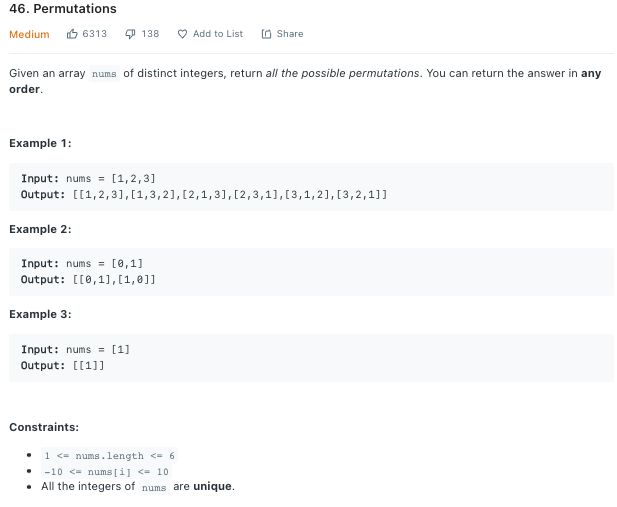 46. Permutations
Medium 6313 138 Add to List Share
Given an array nums of distinct integers, return all the possible permutations. You can return the answer in any
order.
Example 1:
Input: nums = [1,2,3]
Output: [[1,2,3],[1,3,2],[2,1,3],[2,3,1],[3,1,2],[3,2,1]]
Example 2:
Input: nums = [0,1]
Output: [[0,1],[1,0]]
Example 3:
Input: nums = [1]
Output: [[1]]
Constraints:
• 1 <= nums.length <= 6
• -10 <= nums[i] <= 10
• All the integers of nums are unique.